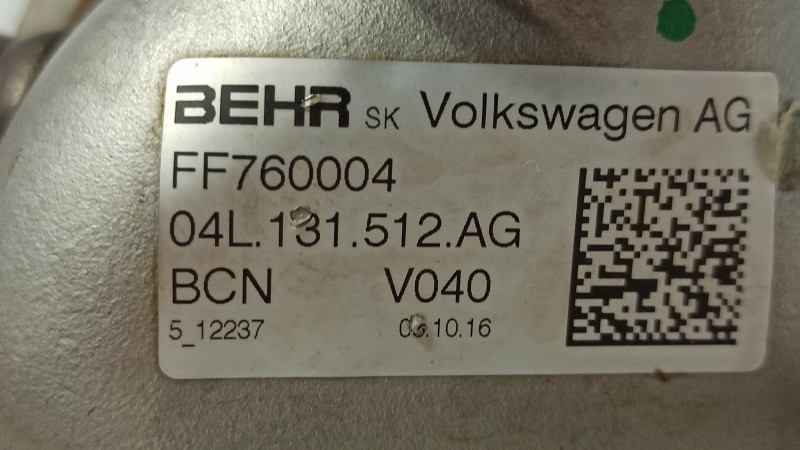 BEHR SK Volkswagen AG
FF760004
04L.131.512.AG
BCN V040
5_12237